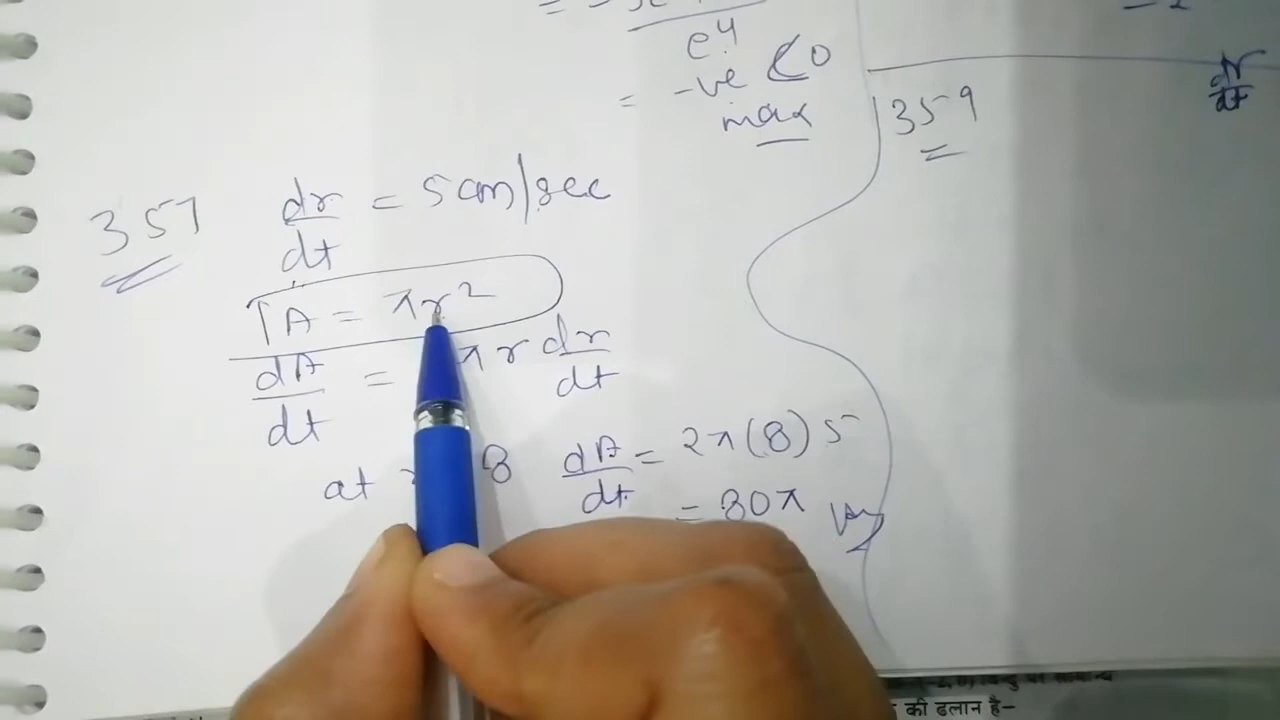 e⁴
= -ve < 0
max
357 dr/dt = 5 cm/sec
A = πr²
dA/dt = πr dr/dt
at 8 dA/dt = 2π(8) 5
= 80π
359
dr/dt
की ढलान है-